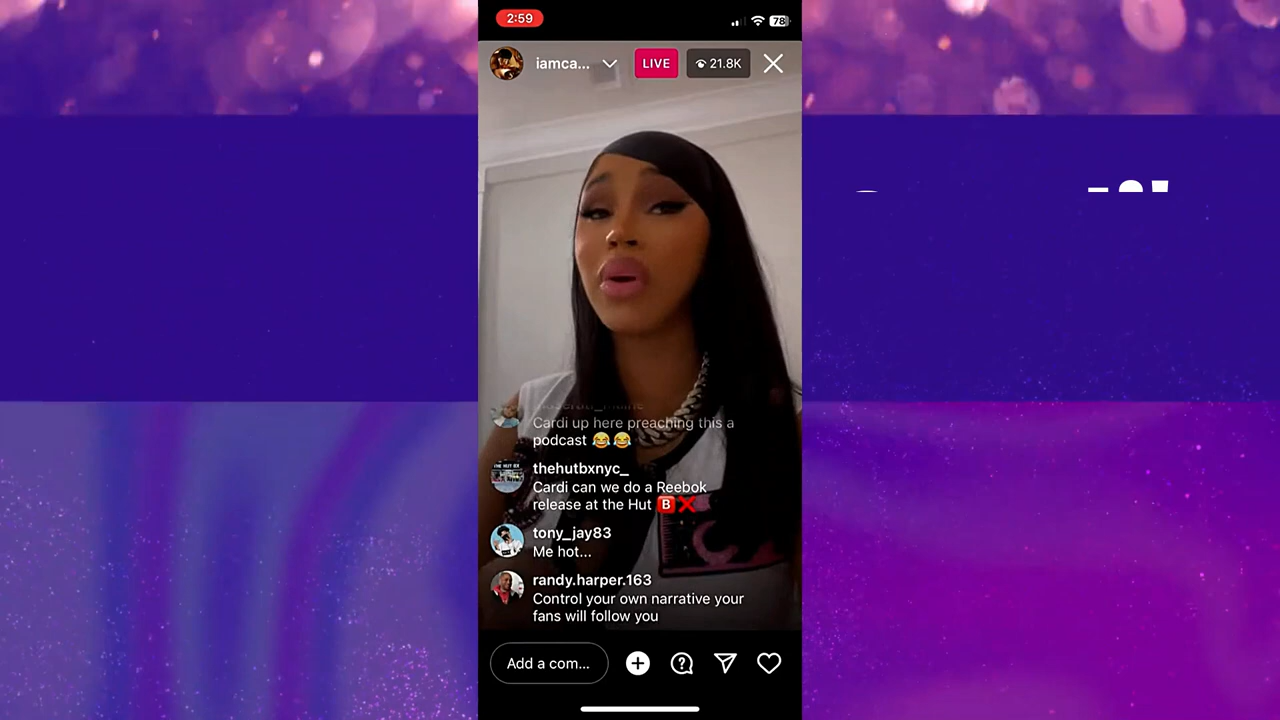 2:59
78
iamca...
LIVE
21.8K
Cardi up here preaching this a
podcast 😂😂
thehutbxnyc_
Cardi can we do a Reebok
release at the Hut 🅱️❌
tony_jay83
Me hot...
randy.harper.163
Control your own narrative your
fans will follow you
Add a com...